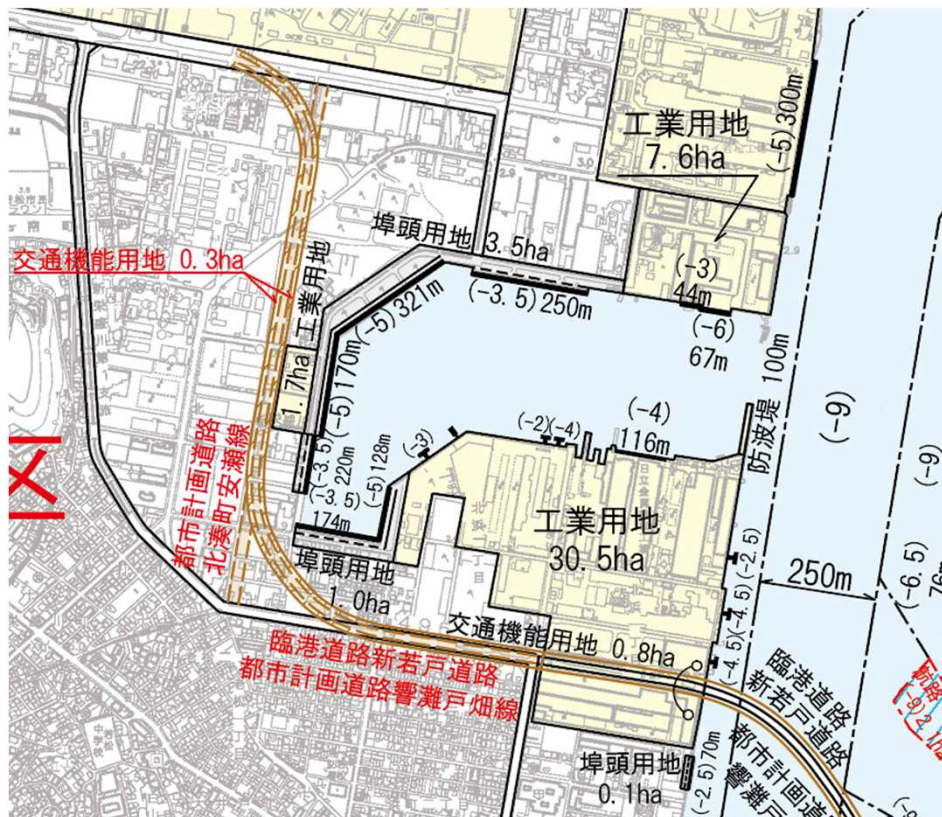 (-5)300m
工業用地
7.6ha
埠頭用地 3.5ha
交通機能用地 0.3ha
工業用地
1.7ha
(-5)321m
(-3.5)250m
(-3)
44m
(-6)
67m
(-5)170m
防波堤 100m
(-9)
(-9)
(-4)
116m
(-2)(-4)
(-3)
(-3.5)
220m
(-5)128m
(-3.5)
174m
区
都市計画道路
北湊町安瀬線
工業用地
30.5ha
(-2.5)
250m
(-6.5)
76m
埠頭用地
1.0ha
(-4.5)(-4.5)
交通機能用地 0.8ha
臨港道路新若戸道路
都市計画道路響灘戸畑線
臨港道路
新若戸道路
都市計画道
響灘戸
航路
埠頭用地
0.1ha
(-2.5)70m